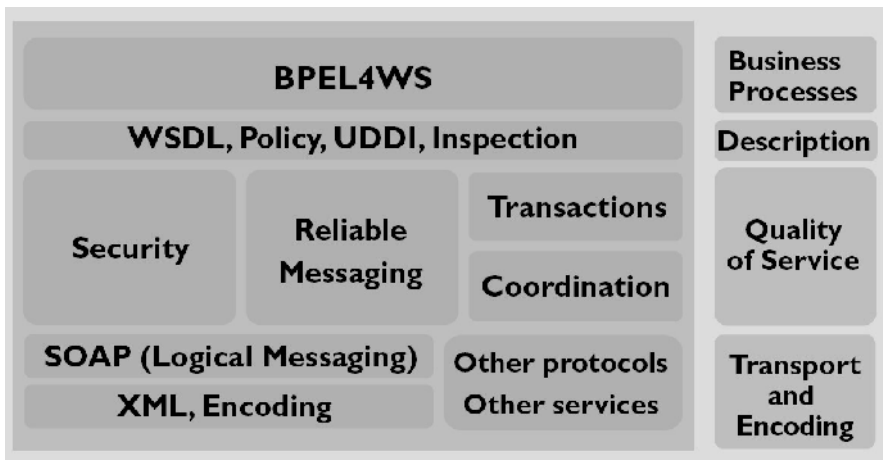 BPEL4WS
Business
Processes
WSDL, Policy, UDDI, Inspection
Description
Security
Reliable
Messaging
Transactions
Coordination
Quality
of Service
SOAP (Logical Messaging)
XML, Encoding
Other protocols
Other services
Transport
and
Encoding